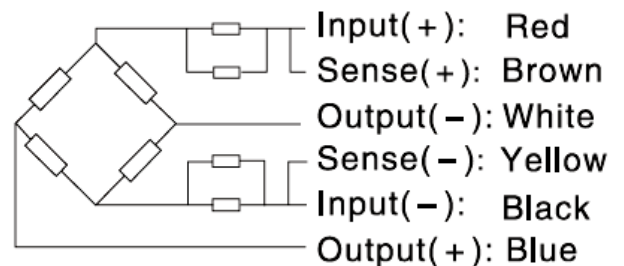 Input(+): Red
Sense(+): Brown
Output(−): White
Sense(−): Yellow
Input(−): Black
Output(+): Blue